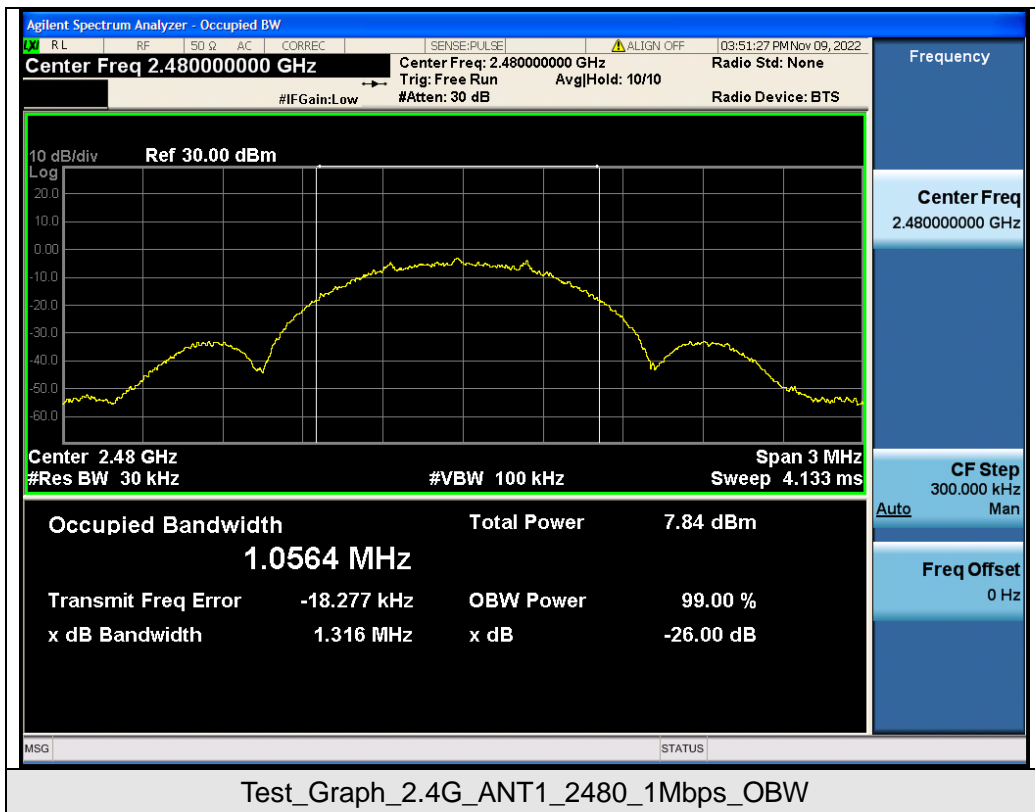 Agilent Spectrum Analyzer - Occupied BW
LXI RL RF 50 Ω AC CORREC SENSE:PULSE ALIGN OFF 03:51:27 PM Nov 09, 2022
Center Freq 2.480000000 GHz
Center Freq: 2.480000000 GHz
Radio Std: None
Trig: Free Run Avg|Hold: 10/10
#IFGain:Low
#Atten: 30 dB
Radio Device: BTS
10 dB/div Ref 30.00 dBm
Log
20.0
10.0
0.00
-10.0
-20.0
-30.0
-40.0
-50.0
-60.0
Center 2.48 GHz Span 3 MHz
#Res BW 30 kHz #VBW 100 kHz Sweep 4.133 ms
Occupied Bandwidth Total Power 7.84 dBm
1.0564 MHz
Transmit Freq Error -18.277 kHz OBW Power 99.00 %
x dB Bandwidth 1.316 MHz x dB -26.00 dB
Frequency
Center Freq
2.480000000 GHz
CF Step
300.000 kHz
Auto Man
Freq Offset
0 Hz
MSG STATUS
Test_Graph_2.4G_ANT1_2480_1Mbps_OBW